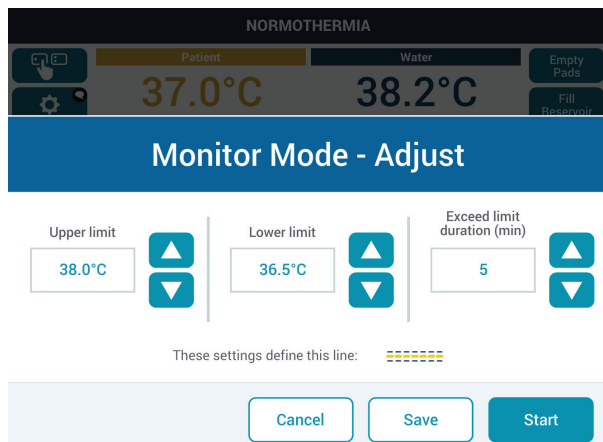 NORMOTHERMIA
Patient
Water
Empty
Pads
37.0°C
38.2°C
Fill
Reservoir
Monitor Mode - Adjust
Upper limit
Lower limit
Exceed limit
duration (min)
38.0°C
36.5°C
5
These settings define this line:
Cancel
Save
Start